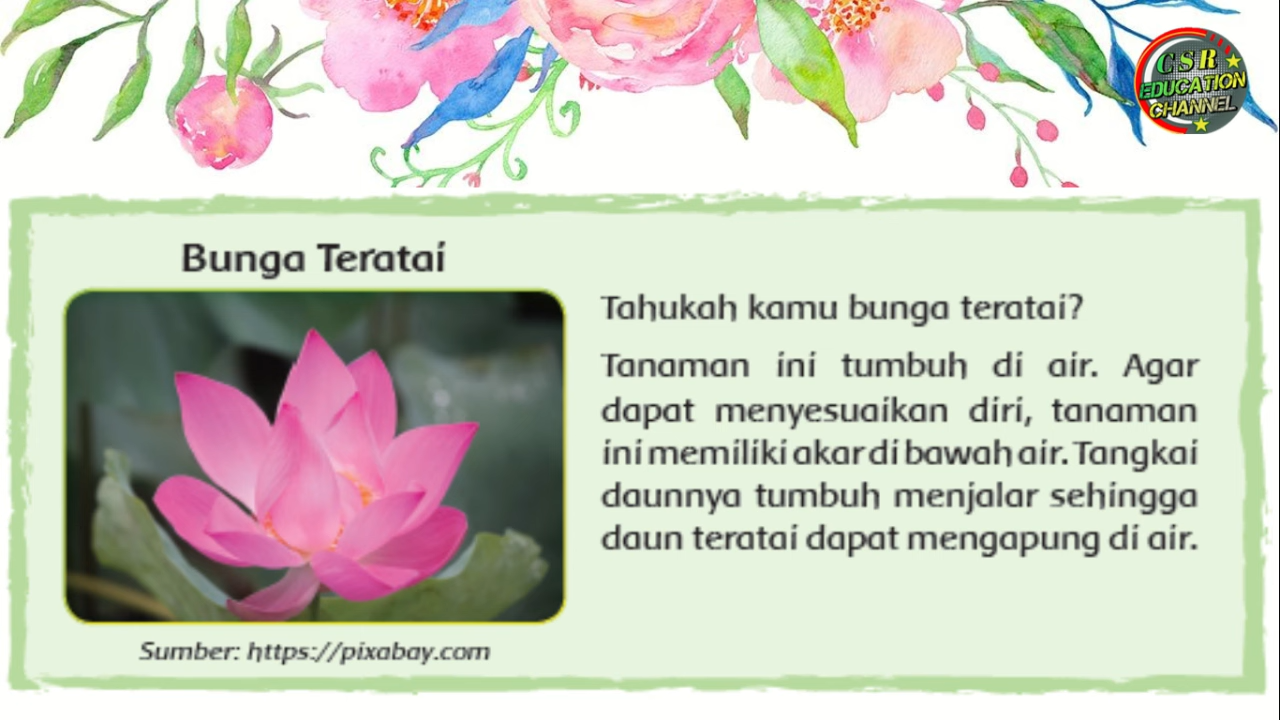 CSR
EDUCATION
CHANNEL
Bunga Teratai
Tahukah kamu bunga teratai?
Tanaman ini tumbuh di air. Agar
dapat menyesuaikan diri, tanaman
ini memiliki akar di bawah air. Tangkai
daunnya tumbuh menjalar sehingga
daun teratai dapat mengapung di air.
Sumber: https://pixabay.com